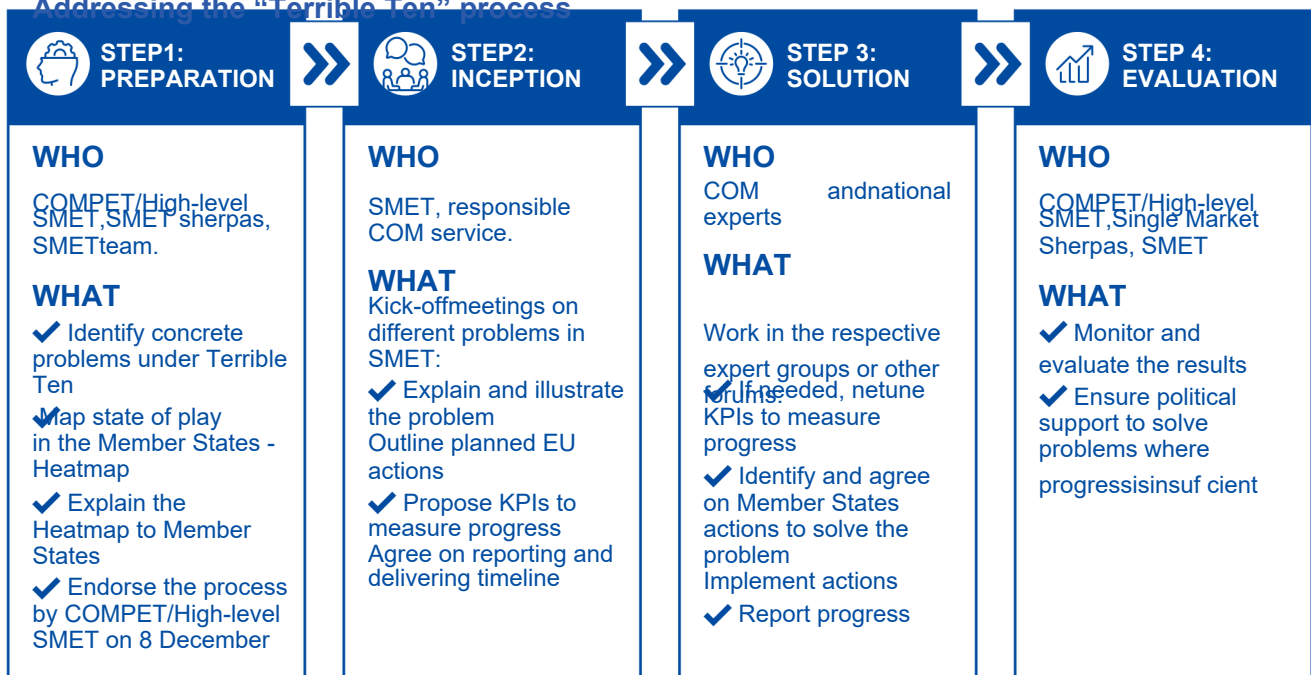 Addressing the “Terrible Ten” process
STEP1:
PREPARATION
WHO
COMPET/High-level
SMET,SMET sherpas,
SMETteam.
WHAT
Identify concrete
problems under Terrible
Ten
Map state of play
in the Member States -
Heatmap
Explain the
Heatmap to Member
States
Endorse the process
by COMPET/High-level
SMET on 8 December
STEP2:
INCEPTION
WHO
SMET, responsible
COM service.
WHAT
Kick-offmeetings on
different problems in
SMET:
Explain and illustrate
the problem
Outline planned EU
actions
Propose KPIs to
measure progress
Agree on reporting and
delivering timeline
STEP 3:
SOLUTION
WHO
COM andnational
experts
WHAT
Work in the respective
expert groups or other
forums:
If needed, netune
KPIs to measure
progress
Identify and agree
on Member States
actions to solve the
problem
Implement actions
Report progress
STEP 4:
EVALUATION
WHO
COMPET/High-level
SMET,Single Market
Sherpas, SMET
WHAT
Monitor and
evaluate the results
Ensure political
support to solve
problems where
progressisinsuf cient